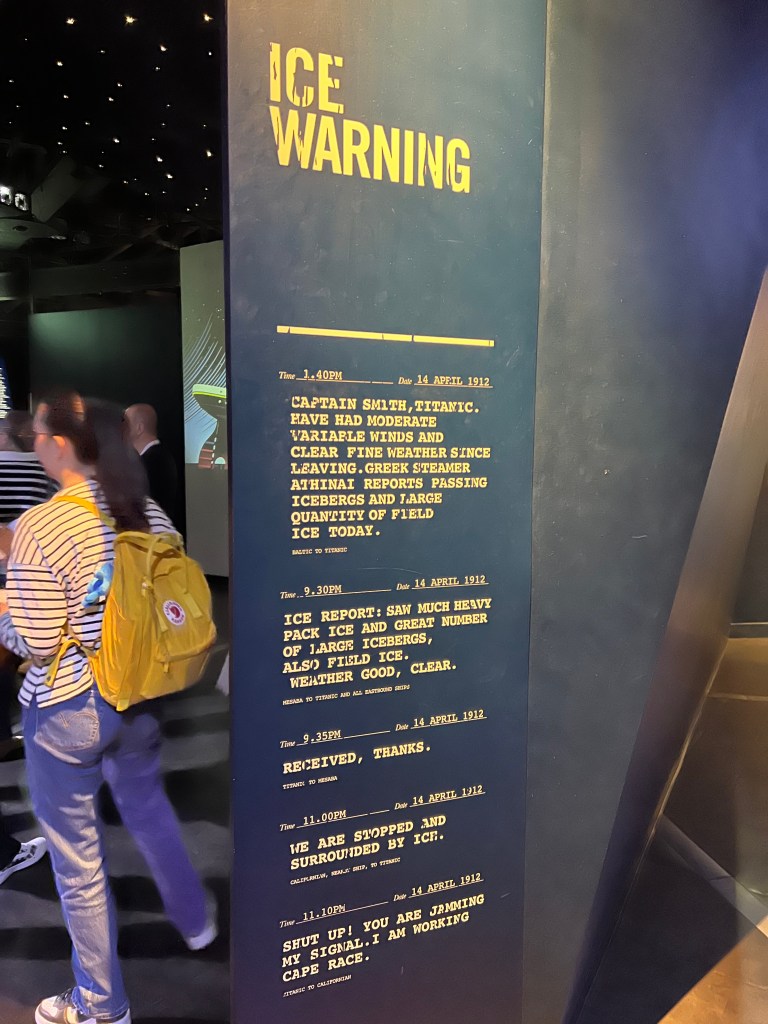 ICE
WARNING
Time 1.40PM Date 14 APRIL 1912
CAPTAIN SMITH, TITANIC.
HAVE HAD MODERATE
VARIABLE WINDS AND
CLEAR FINE WEATHER SINCE
LEAVING. GREEK STEAMER
ATHINAI REPORTS PASSING
ICEBERGS AND LARGE
QUANTITY OF FIELD
ICE TODAY.
BALTIC TO TITANIC
Time 9.30PM Date 14 APRIL 1912
ICE REPORT: SAW MUCH HEAVY
PACK ICE AND GREAT NUMBER
OF LARGE ICEBERGS,
ALSO FIELD ICE.
WEATHER GOOD, CLEAR.
MESABA TO TITANIC AND ALL EASTBOUND SHIPS
Time 9.35PM Date 14 APRIL 1912
RECEIVED, THANKS.
TITANIC TO MESABA
Time 11.00PM Date 14 APRIL 1912
WE ARE STOPPED AND
SURROUNDED BY ICE.
CALIFORNIAN, NEARBY SHIP, TO TITANIC
Time 11.10PM Date 14 APRIL 1912
SHUT UP! YOU ARE JAMMING
MY SIGNAL. I AM WORKING
CAPE RACE.
TITANIC TO CALIFORNIAN